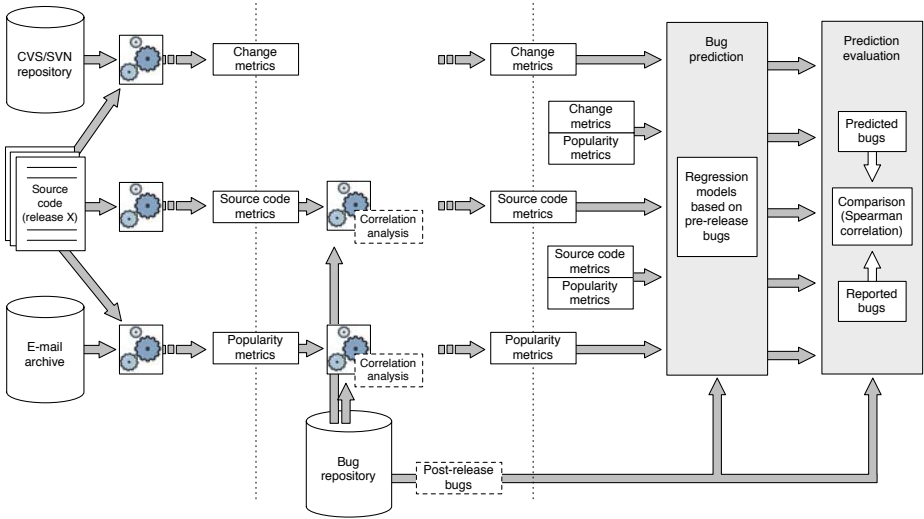 CVS/SVN
repository
Change
metrics
Change
metrics
Bug
prediction
Prediction
evaluation
Change
metrics
Popularity
metrics
Predicted
bugs
Source
code
(release X)
Source code
metrics
Correlation
analysis
Source code
metrics
Regression
models
based on
pre-release
bugs
Comparison
(Spearman
correlation)
Source code
metrics
Popularity
metrics
Reported
bugs
E-mail
archive
Popularity
metrics
Correlation
analysis
Popularity
metrics
Bug
repository
Post-release
bugs